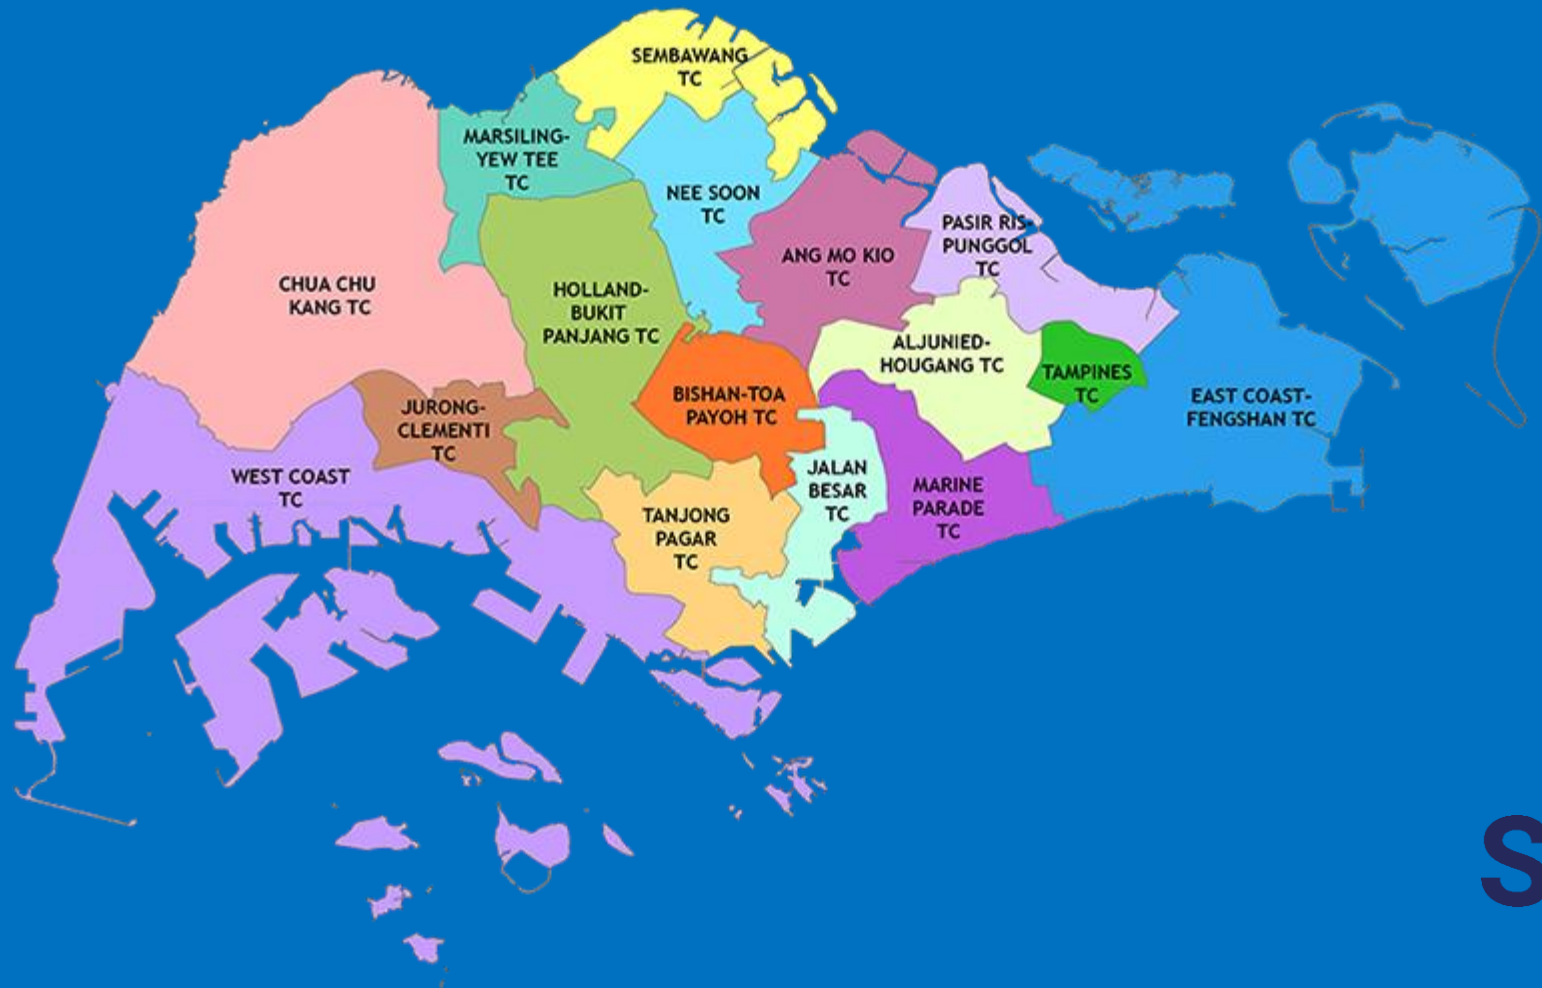 SEMBAWANG
TC
MARSILING-
YEW TEE
TC
NEE SOON
TC
PASIR RIS-
PUNGGOL
TC
ANG MO KIO
TC
CHUA CHU
KANG TC
HOLLAND-
BUKIT
PANJANG TC
ALJUNIED-
HOUGANG TC
TAMPINES
TC
EAST COAST-
FENGSHAN TC
BISHAN-TOA
PAYOH TC
JURONG-
CLEMENTI
TC
WEST COAST
TC
JALAN
BESAR
TC
MARINE
PARADE
TC
TANJONG
PAGAR
TC
S